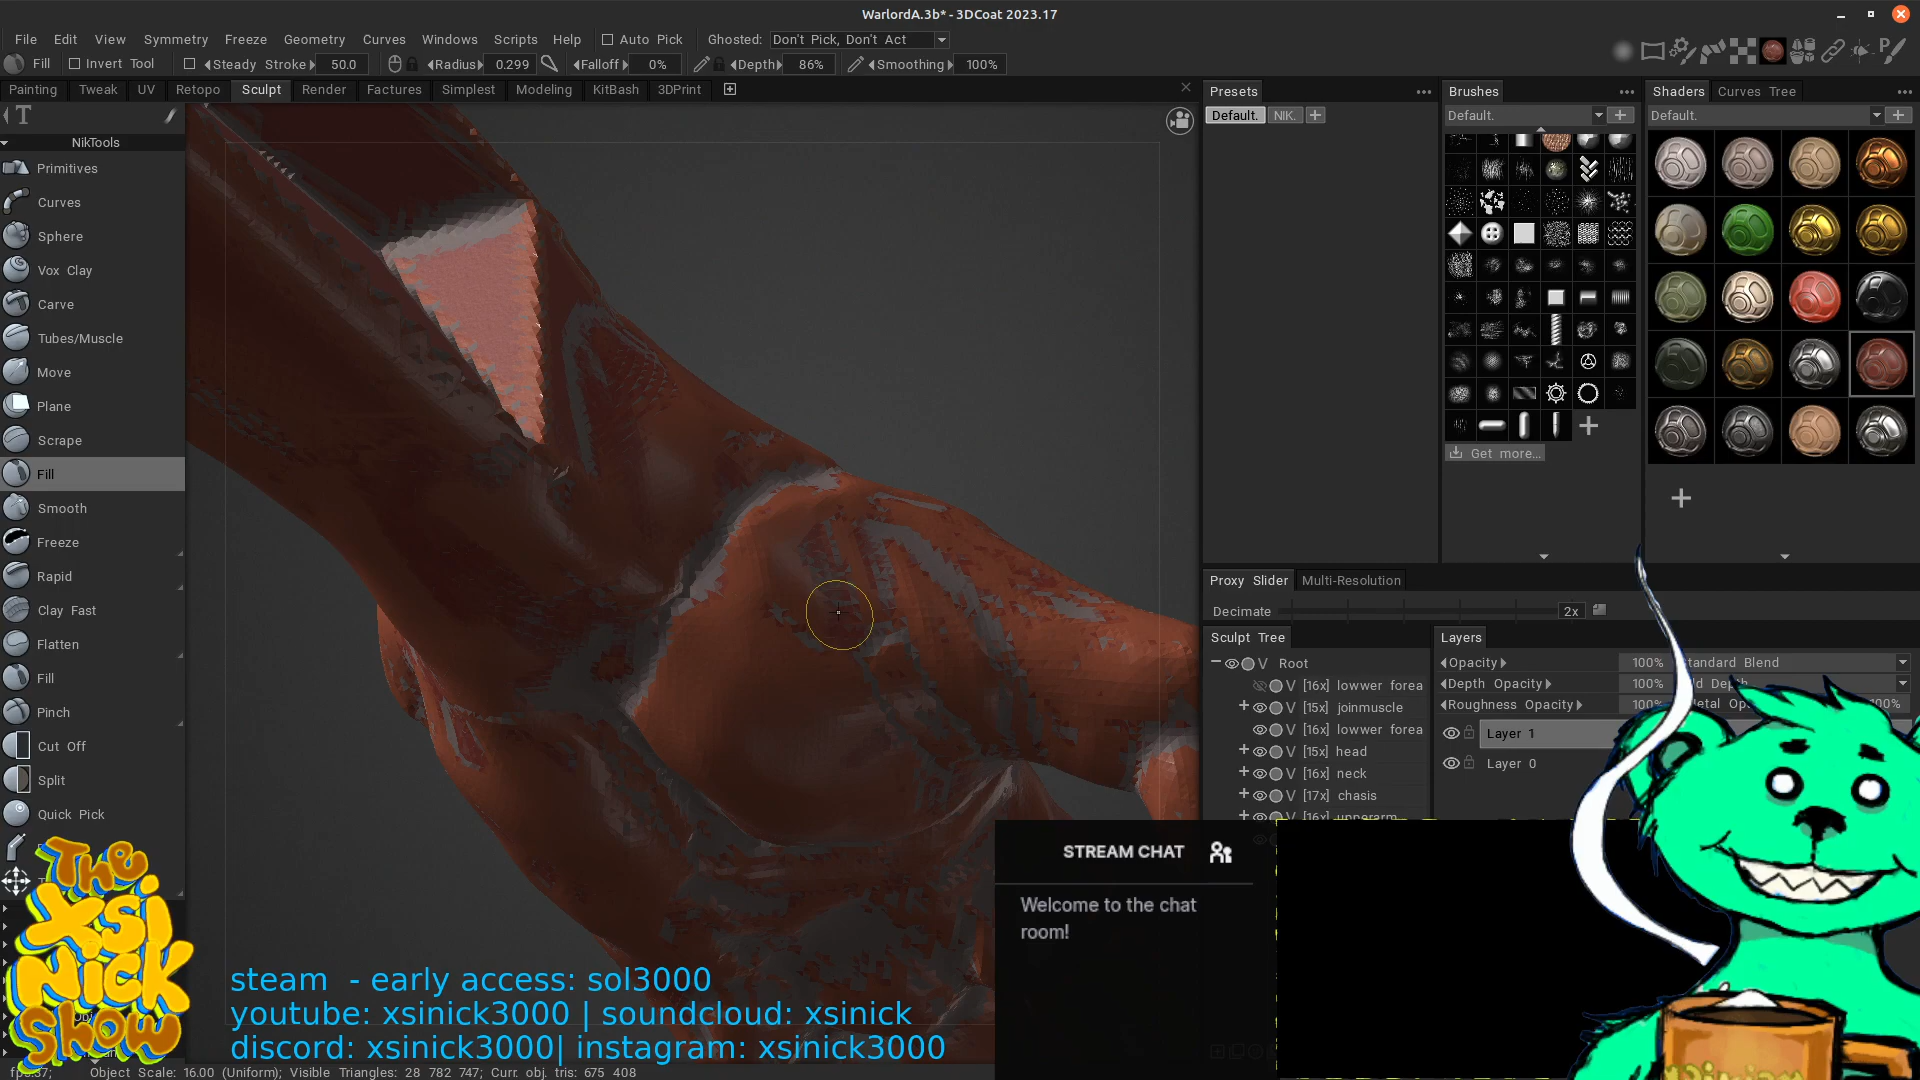 WarlordA.3b* - 3DCoat 2023.17
File Edit View Symmetry Freeze Geometry Curves Windows Scripts Help Auto Pick Ghosted: Don't Pick, Don't Act
Fill Invert Tool Steady Stroke 50.0 Radius 0.299 Falloff 0% Depth 86% Smoothing 100%
Painting Tweak UV Retopo Sculpt Render Factures Simplest Modeling KitBash 3DPrint
NikTools
Primitives
Curves
Sphere
Vox Clay
Carve
Tubes/Muscle
Move
Plane
Scrape
Fill
Smooth
Freeze
Rapid
Clay Fast
Flatten
Fill
Pinch
Cut Off
Split
Quick Pick
Presets
Default. NIK.
Brushes
Default.
Get more...
Shaders Curves Tree
Default.
Proxy Slider Multi-Resolution
Decimate 2x
Sculpt Tree
Root
V [16x] lowwer forea
V [15x] joinmuscle
V [16x] lowwer forea
V [15x] head
V [16x] neck
V [17x] chasis
V [16x] upperarm
Layers
Opacity 100% tandard Blend
Depth Opacity 100%
Roughness Opacity 100% 100%
Layer 1
Layer 0
STREAM CHAT
Welcome to the chat
room!
The
Xsi
Nick
Show
steam - early access: sol3000
youtube: xsinick3000 | soundcloud: xsinick
discord: xsinick3000| instagram: xsinick3000
Object Scale: 16.00 (Uniform); Visible Triangles: 28 782 747; Curr. obj. tris: 675 408